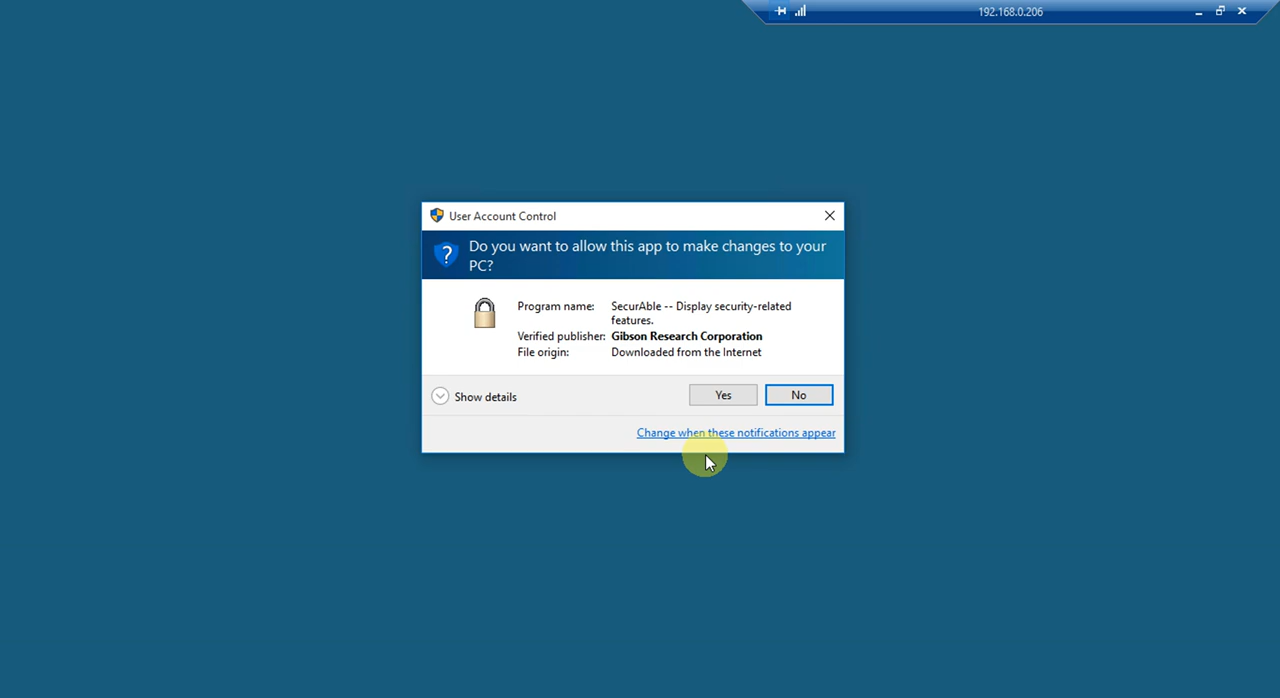 192.168.0.206
User Account Control
Do you want to allow this app to make changes to your
PC?
Program name: SecurAble -- Display security-related
features.
Verified publisher: Gibson Research Corporation
File origin: Downloaded from the Internet
Show details
Yes
No
Change when these notifications appear